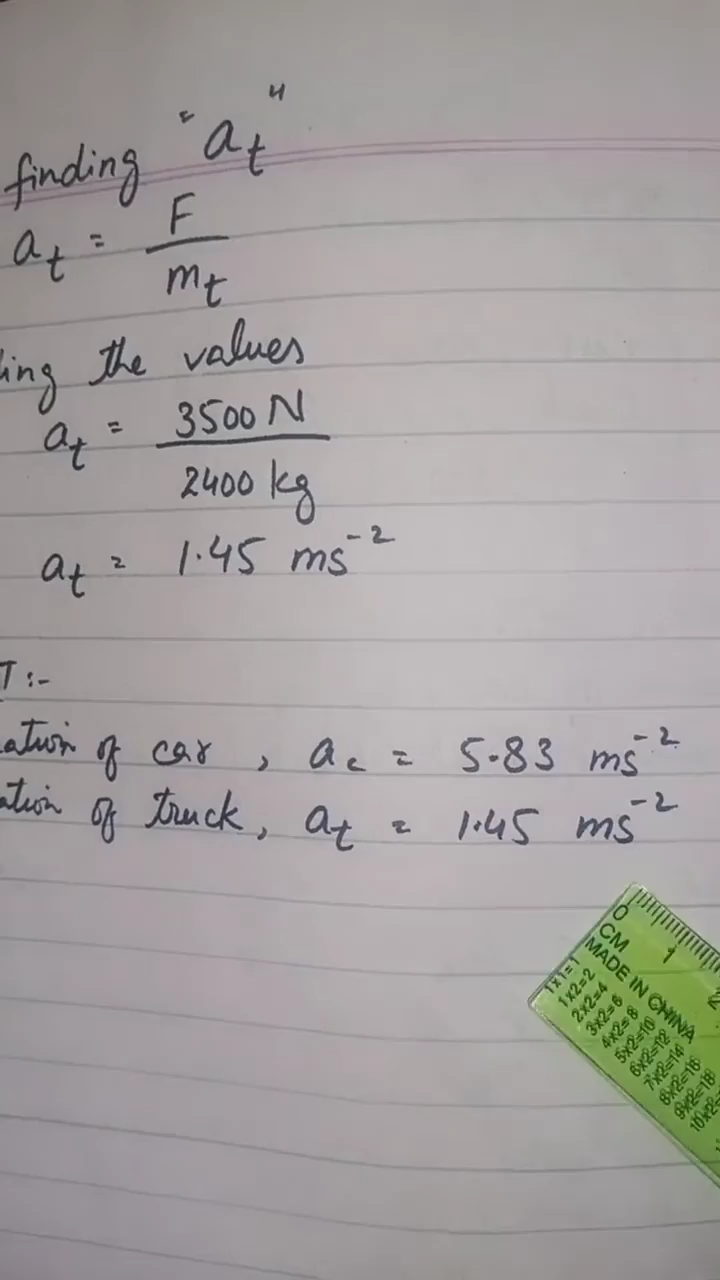 finding "at"
at = F
mt
ing the values
at = 3500 N
2400 kg
at = 1.45 ms⁻²
T :-
ation of car , ac = 5.83 ms⁻²
ation of truck, at = 1.45 ms⁻²
0 1 2
CM
MADE IN CHINA
1x1=1
1x2=2
2x2=4
3x2=6
4x2=8
5x2=10
6x2=12
7x2=14
8x2=16
9x2=18
10x2=